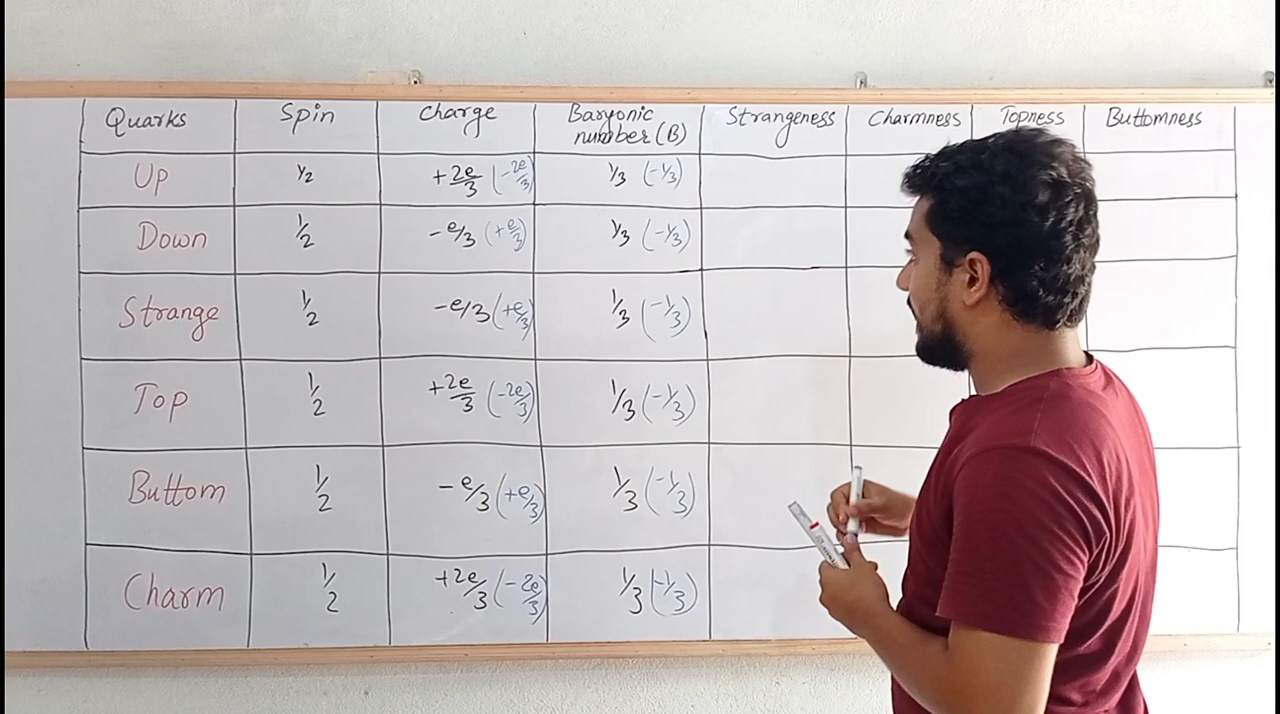 Quarks Spin Charge Baryonic number (B) Strangeness Charmness Topness Buttomness
Up 1/2 +2e/3 (-2e/3) 1/3 (-1/3)
Down 1/2 -e/3 (+e/3) 1/3 (-1/3)
Strange 1/2 -e/3 (+e/3) 1/3 (-1/3)
Top 1/2 +2e/3 (-2e/3) 1/3 (-1/3)
Buttom 1/2 -e/3 (+e/3) 1/3 (-1/3)
Charm 1/2 +2e/3 (-2e/3) 1/3 (-1/3)